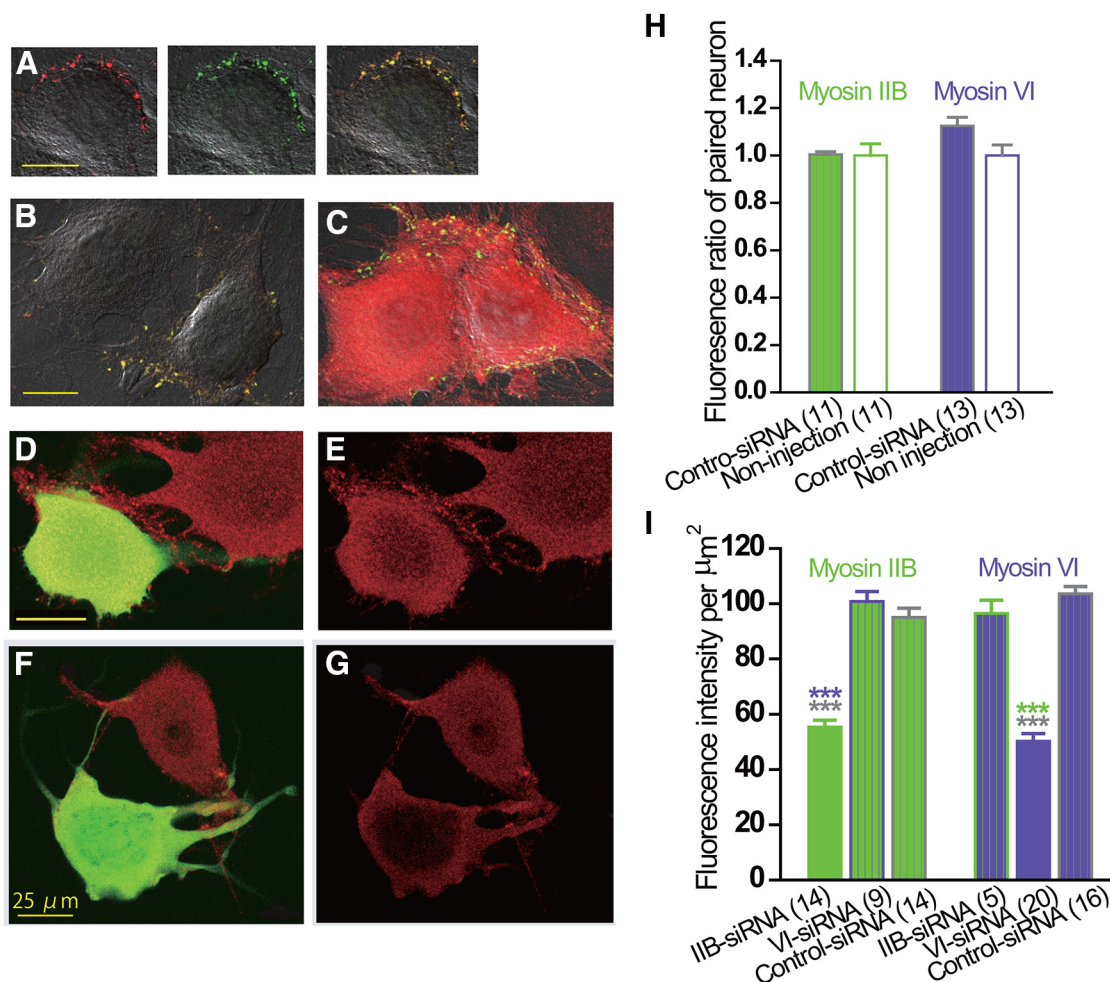 A
B
C
D
E
F
25 μm
G
H
Fluoresence ratio of paired neuron
1.4
1.2
1.0
0.8
0.6
0.4
0.2
0.0
Myosin IIB
Myosin VI
Contro-siRNA (11)
Non-injection (11)
Control-siRNA (13)
Non injection (13)
I
Fluorescence intensity per μm2
120
100
80
60
40
20
0
Myosin IIB
Myosin VI
***
***
***
***
IIB-siRNA (14)
VI-siRNA (9)
Control-siRNA (14)
IIB-siRNA (5)
VI-siRNA (20)
Control-siRNA (16)